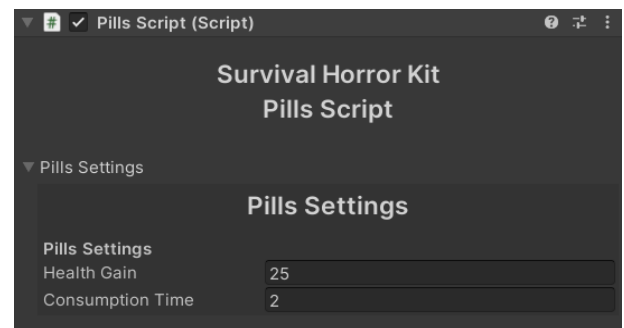 # Pills Script (Script)
Survival Horror Kit
Pills Script
Pills Settings
Pills Settings
Pills Settings
Health Gain 25
Consumption Time 2